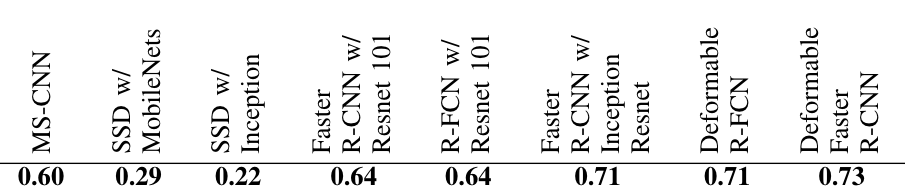 MS-CNN
SSD w/
MobileNets
SSD w/
Inception
Faster
R-CNN w/
Resnet 101
R-FCN w/
Resnet 101
Faster
R-CNN w/
Inception
Resnet
Deformable
R-FCN
Deformable
Faster
R-CNN
0.60 0.29 0.22 0.64 0.64 0.71 0.71 0.73